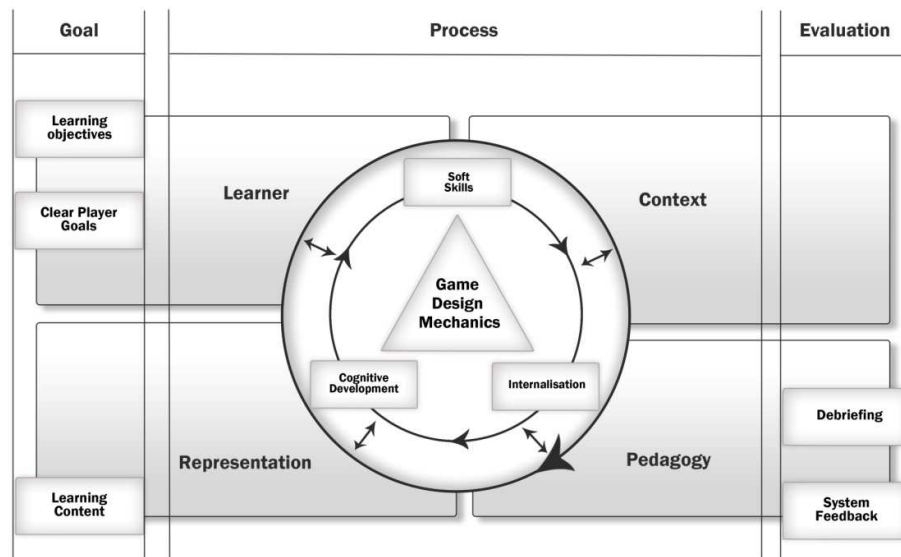 Goal
Process
Evaluation
Learning
objectives
Clear Player
Goals
Learner
Soft
Skills
Context
Game
Design
Mechanics
Cognitive
Development
Internalisation
Representation
Pedagogy
Debriefing
Learning
Content
System
Feedback